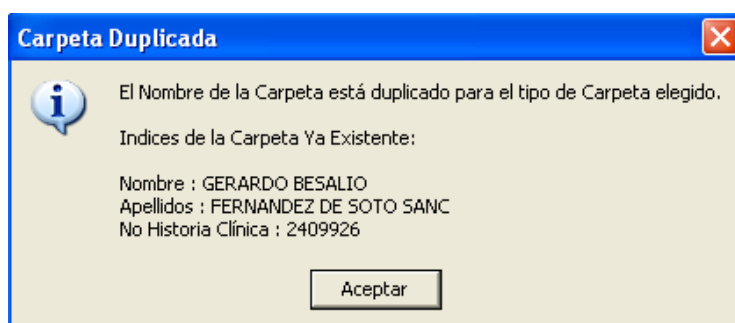 Carpeta Duplicada
El Nombre de la Carpeta está duplicado para el tipo de Carpeta elegido.
Indices de la Carpeta Ya Existente:
Nombre : GERARDO BESALIO
Apellidos : FERNANDEZ DE SOTO SANC
No Historia Clínica : 2409926
Aceptar